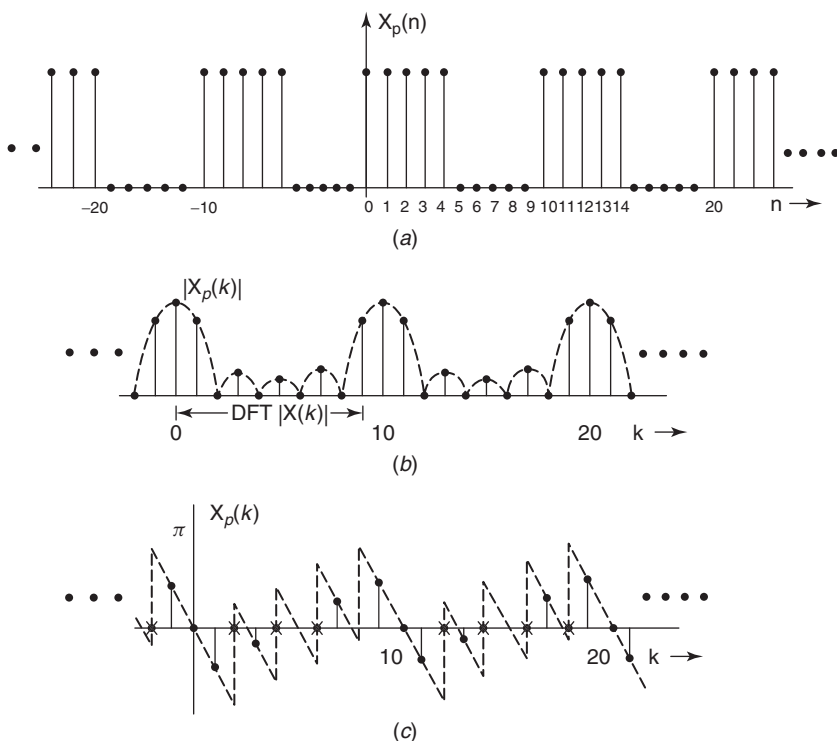 X_p(n)
−20 −10 0 1 2 3 4 5 6 7 8 9 10 11 12 13 14 20 n
(a)
|X_p(k)|
DFT |X(k)|
0 10 20 k
(b)
π X_p(k)
10 20 k
(c)